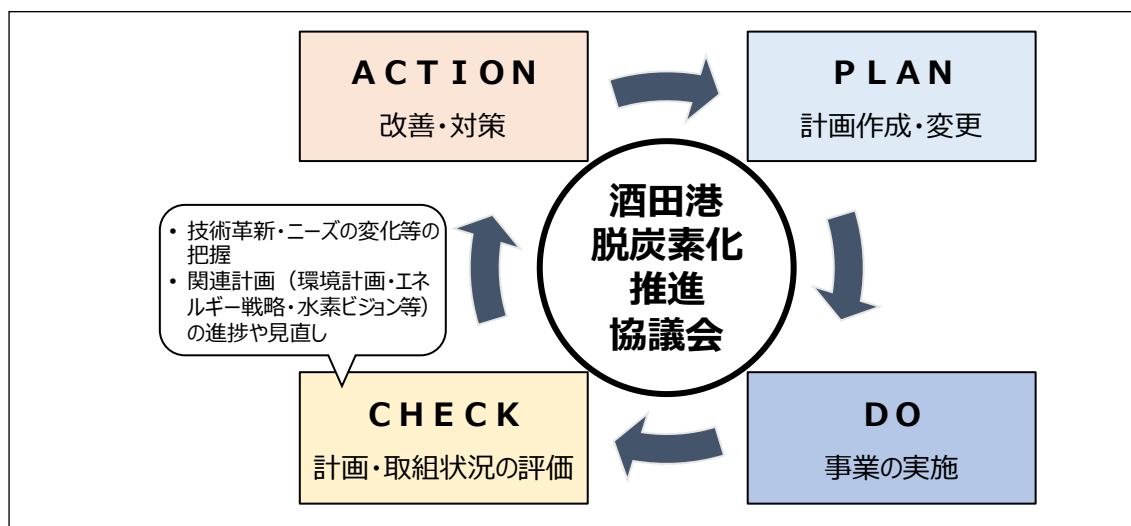 ACTION
改善・対策
PLAN
計画作成・変更
酒田港
脱炭素化
推進
協議会
• 技術革新・ニーズの変化等の
把握
• 関連計画（環境計画・エネ
ルギー戦略・水素ビジョン等）
の進捗や見直し
CHECK
計画・取組状況の評価
DO
事業の実施